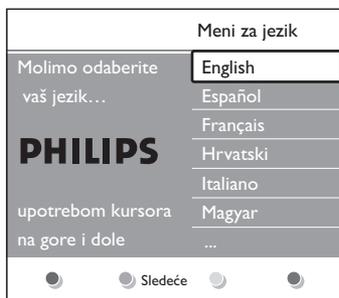 Meni za jezik
Molimo odaberite
vaš jezik…
PHILIPS
upotrebom kursora
na gore i dole
English
Español
Français
Hrvatski
Italiano
Magyar
...
Sledeće